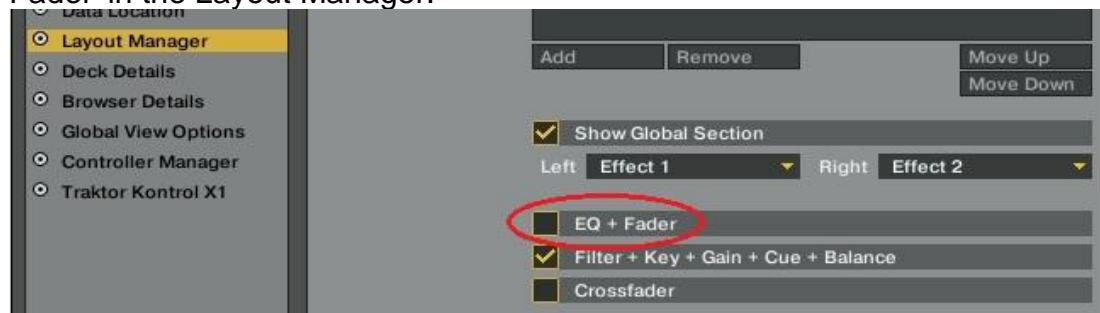 Fader' in the Layout Manager.
Data Location
Layout Manager
Deck Details
Browser Details
Global View Options
Controller Manager
Traktor Kontrol X1
Add Remove Move Up
Move Down
Show Global Section
Left Effect 1 Right Effect 2
EQ + Fader
Filter + Key + Gain + Cue + Balance
Crossfader